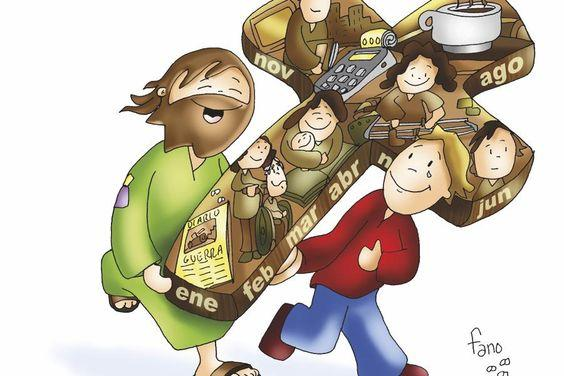 nov
ago
abr
jun
mar
feb
ene
DIARIO
GUERRA
fano